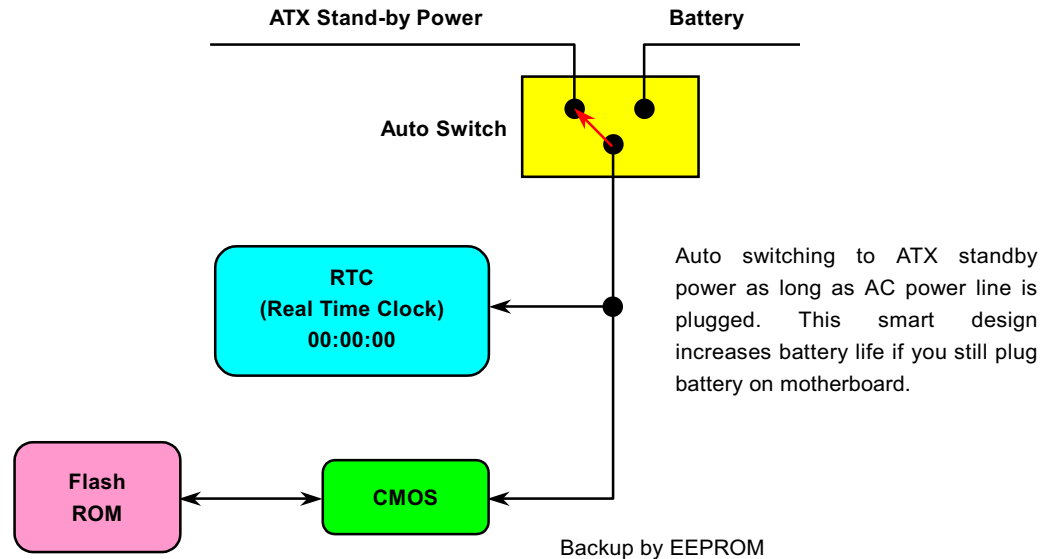 ATX Stand-by Power
Battery
Auto Switch
RTC
(Real Time Clock)
00:00:00
Auto switching to ATX standby
power as long as AC power line is
plugged. This smart design
increases battery life if you still plug
battery on motherboard.
Flash
ROM
CMOS
Backup by EEPROM